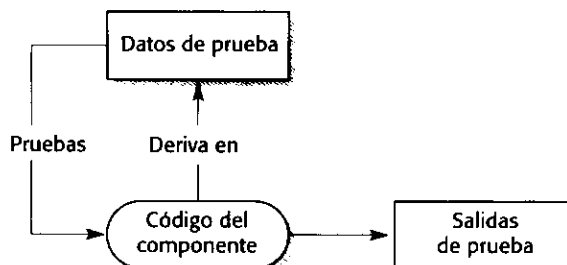 Datos de prueba
Pruebas
Deriva en
Código del
componente
Salidas
de prueba